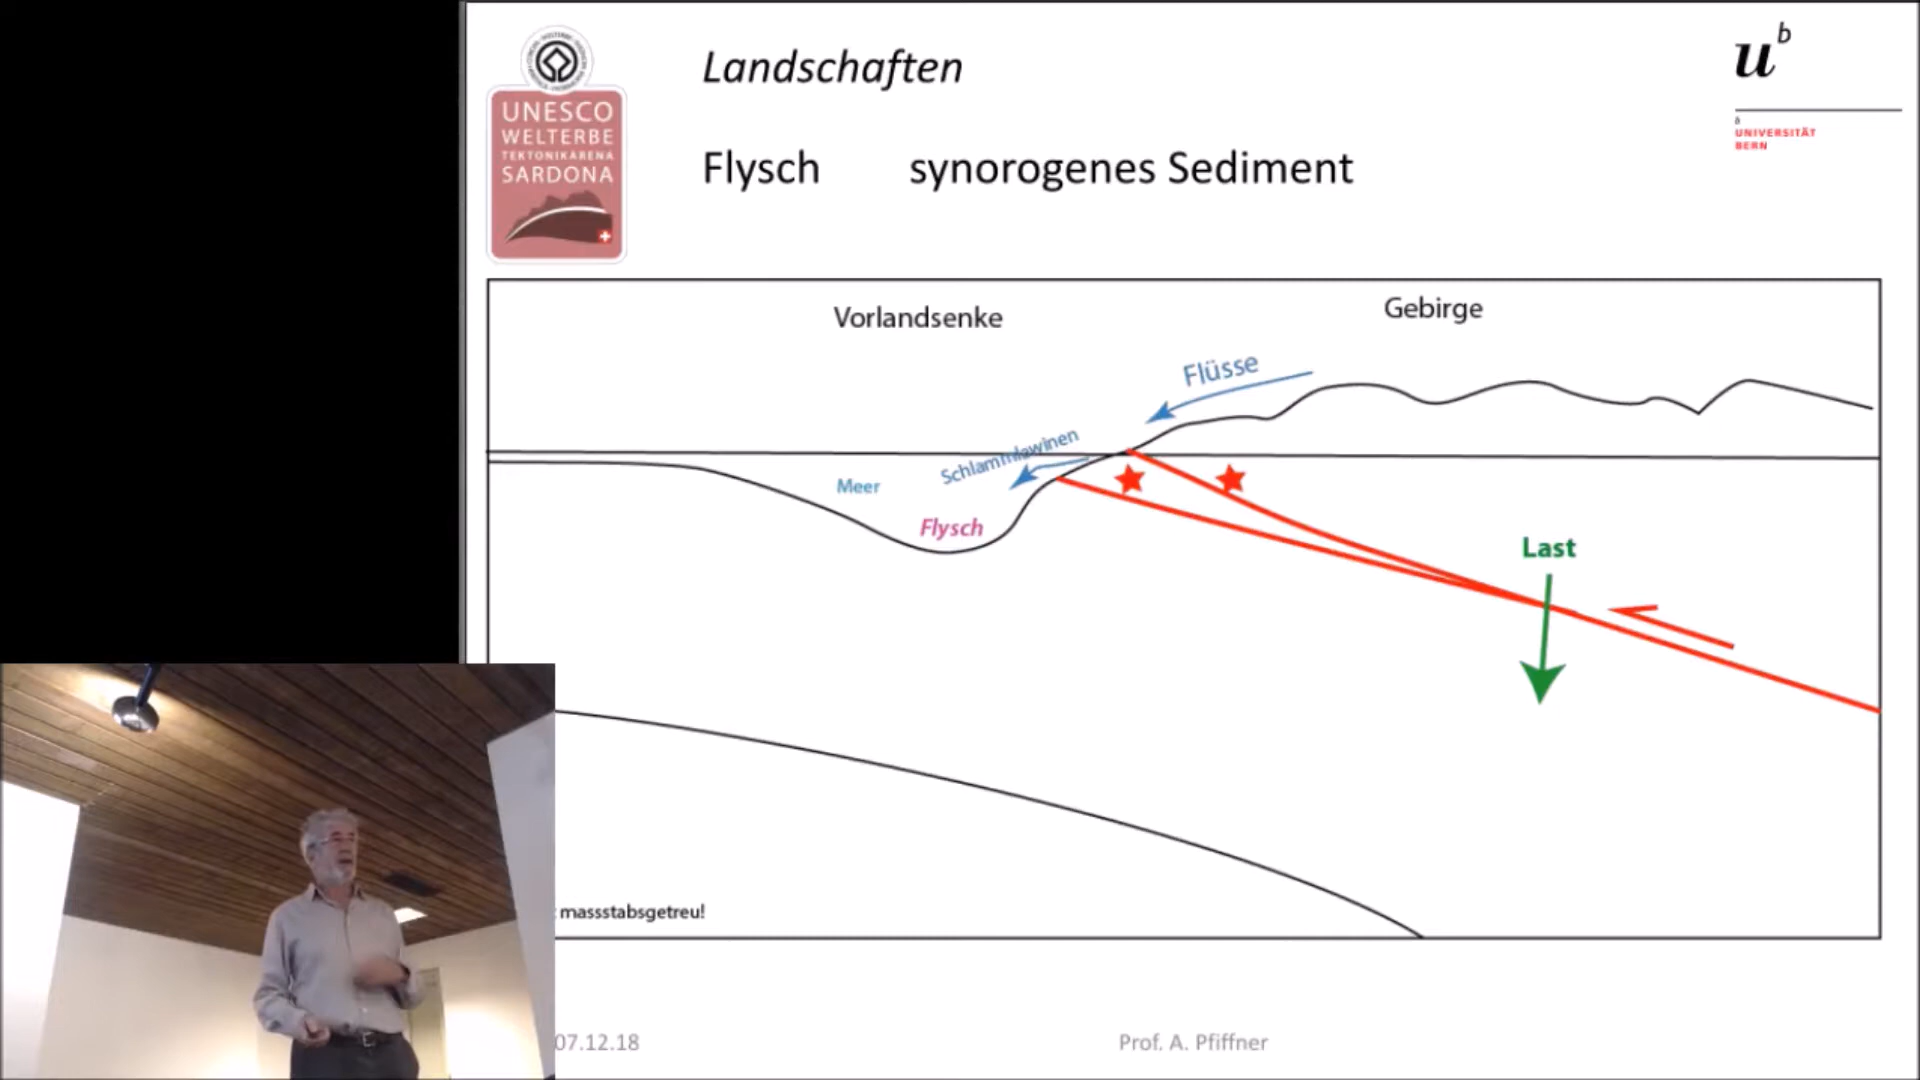 Landschaften
Flysch synorogenes Sediment
UNESCO
WELTERBE
TEKTONIKARENA
SARDONA
u
b
b
UNIVERSITÄT
BERN
Vorlandsenke
Gebirge
Flüsse
Schlammlawinen
Meer
Flysch
Last
massstabsgetreu!
07.12.18
Prof. A. Pfiffner